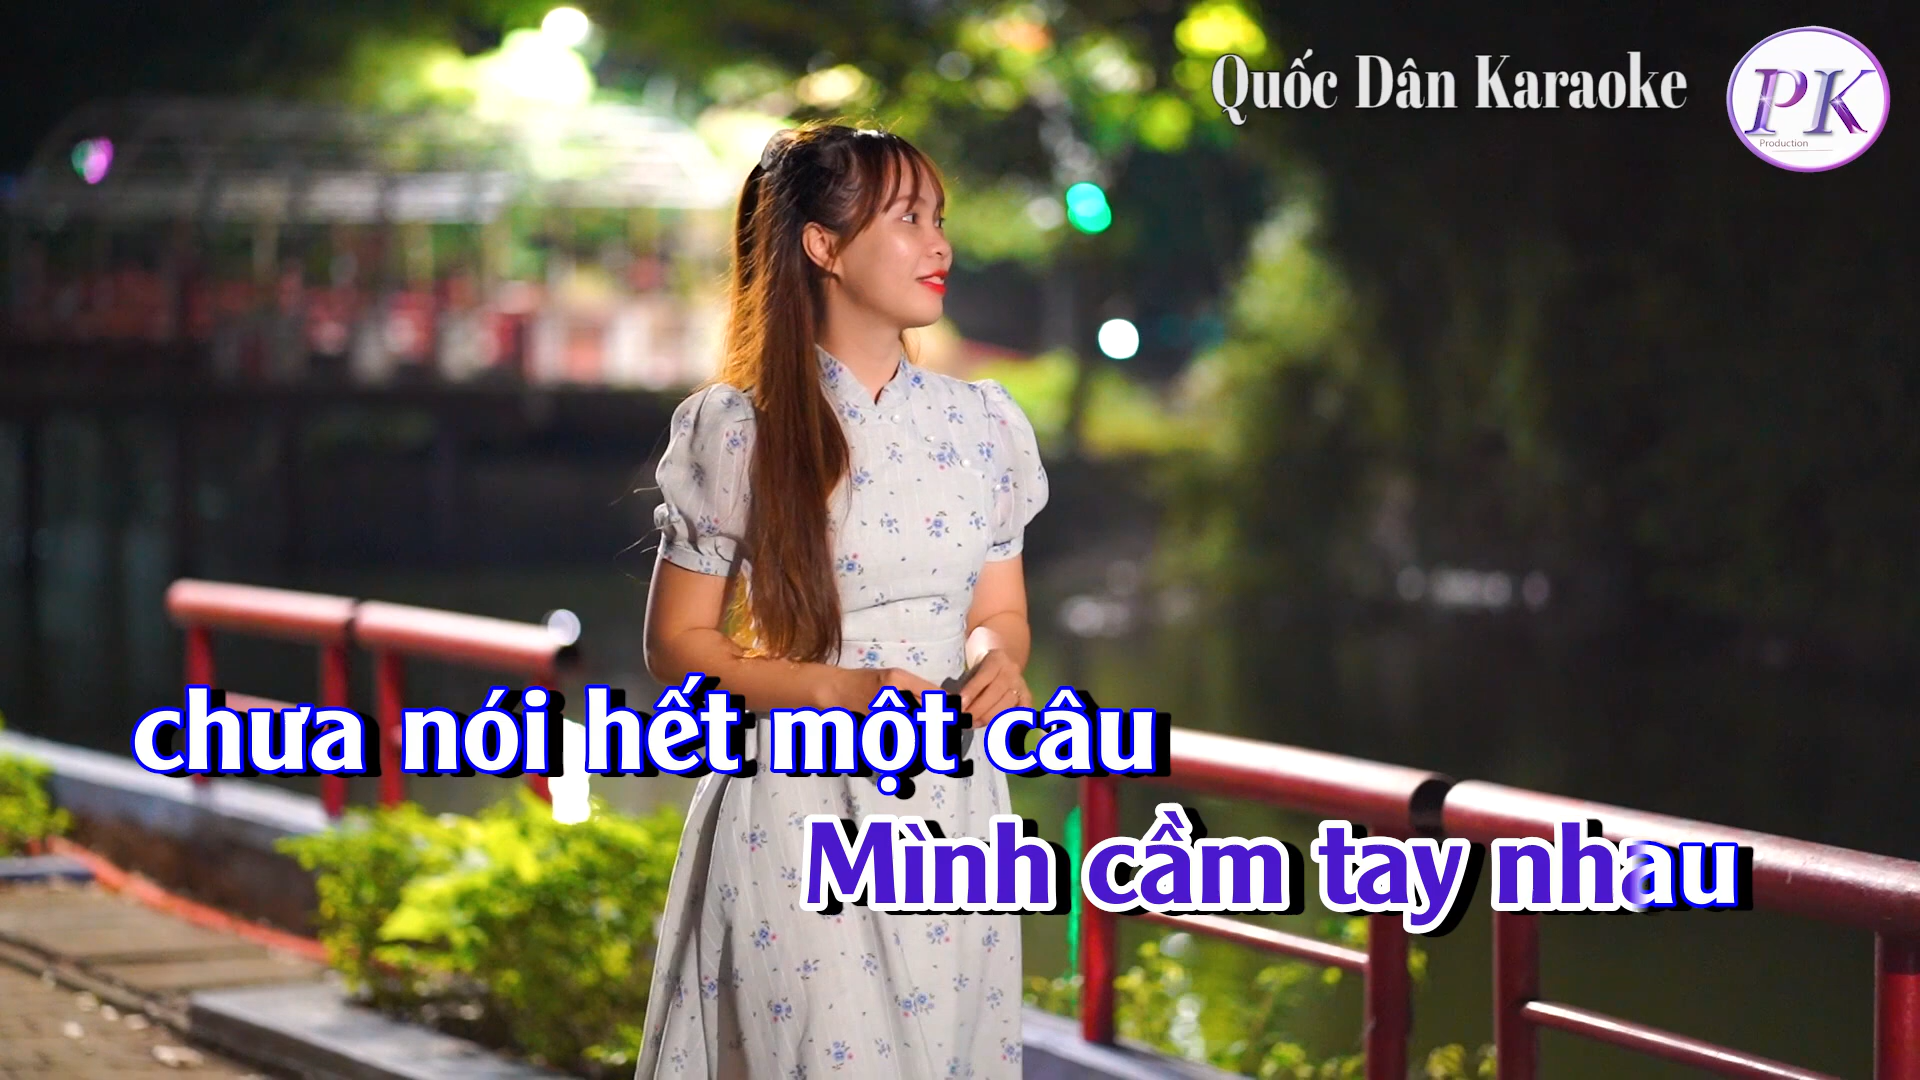 Quốc Dân Karaoke
PK
Production
chưa nói hết một câu
Mình cầm tay nhau